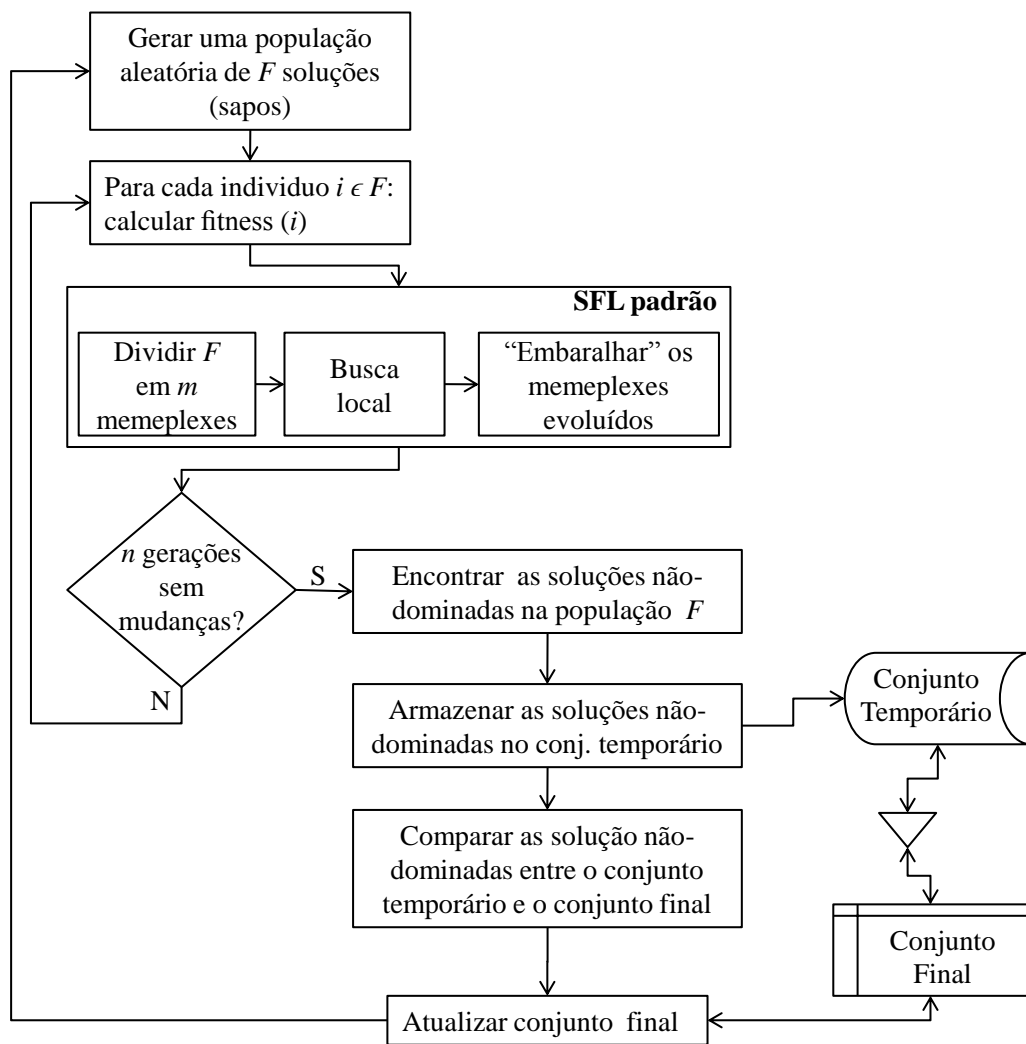 Gerar uma população
aleatória de F soluções
(sapos)
Para cada individuo i ϵ F:
calcular fitness (i)
SFL padrão
Dividir F
em m
memeplexes
Busca
local
“Embaralhar” os
memeplexes
evoluídos
n gerações
sem
mudanças?
S
N
Encontrar as soluções não-
dominadas na população F
Armazenar as soluções não-
dominadas no conj. temporário
Conjunto
Temporário
Comparar as solução não-
dominadas entre o conjunto
temporário e o conjunto final
Conjunto
Final
Atualizar conjunto final